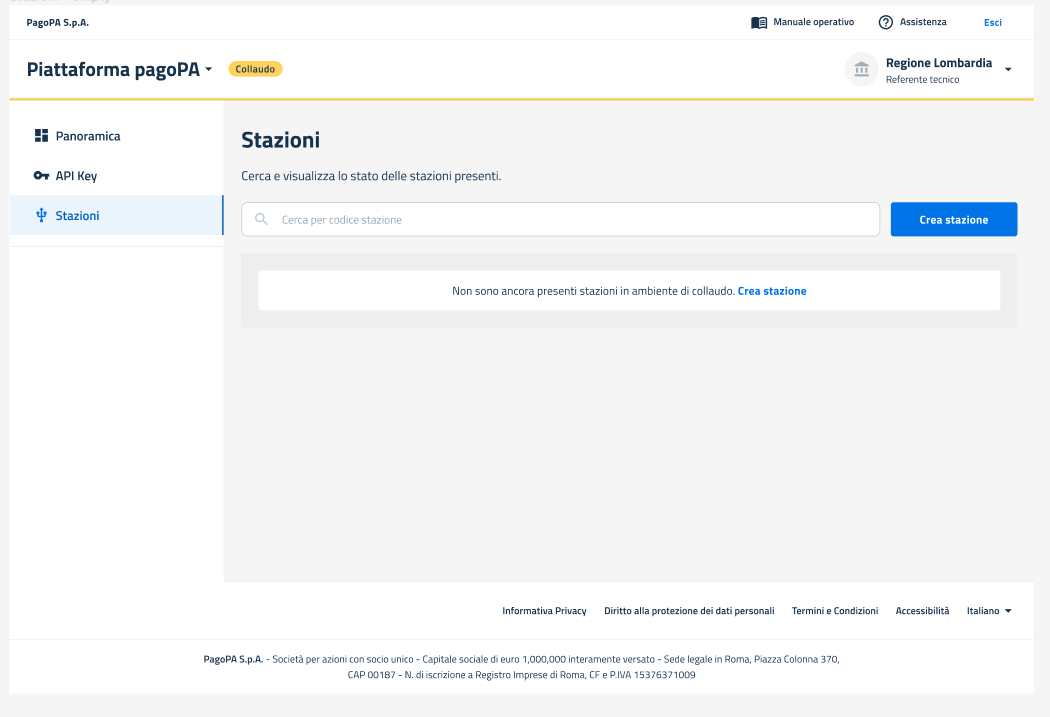 PagoPA S.p.A.
Manuale operativo
Assistenza
Esci
Piattaforma pagoPA
Collaudo
Regione Lombardia
Referente tecnico
Panoramica
API Key
Stazioni
Stazioni
Cerca e visualizza lo stato delle stazioni presenti.
Cerca per codice stazione
Crea stazione
Non sono ancora presenti stazioni in ambiente di collaudo. Crea stazione
Informativa Privacy
Diritto alla protezione dei dati personali
Termini e Condizioni
Accessibilità
Italiano
PagoPA S.p.A. - Società per azioni con socio unico - Capitale sociale di euro 1,000,000 interamente versato - Sede legale in Roma, Piazza Colonna 370,
CAP 00187 - N. di iscrizione a Registro Imprese di Roma, CF e P.IVA 15376371009